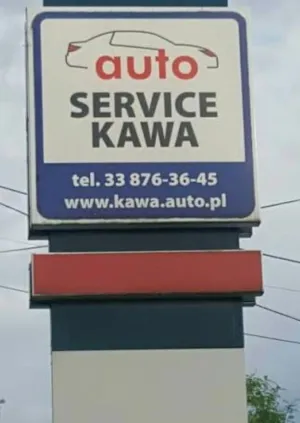 auto
SERVICE
KAWA
tel. 33 876-36-45
www.kawa.auto.pl